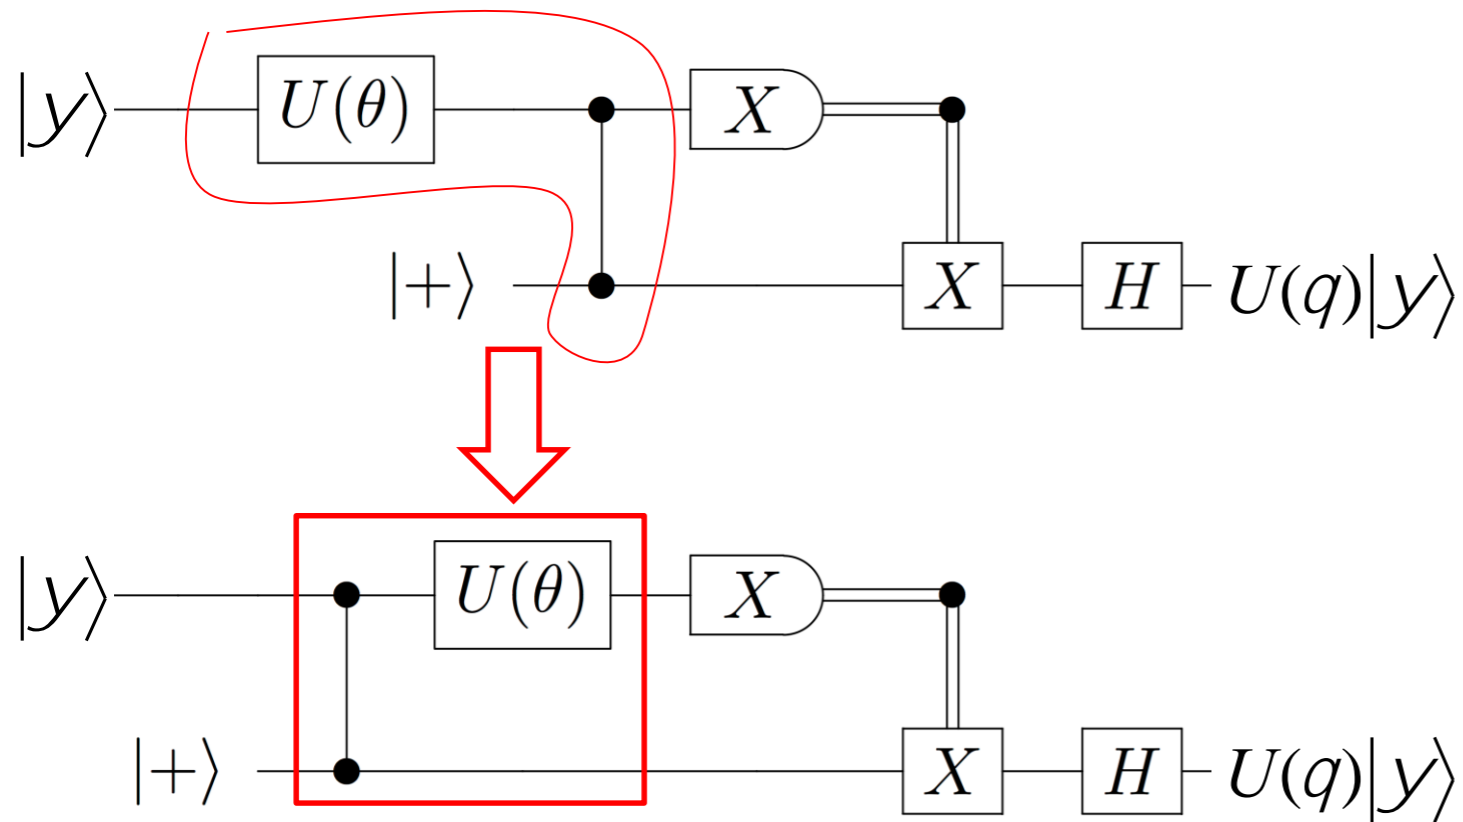 |y⟩ U(θ) X
|+⟩ X H U(q)|y⟩
|y⟩ U(θ) X
|+⟩ X H U(q)|y⟩